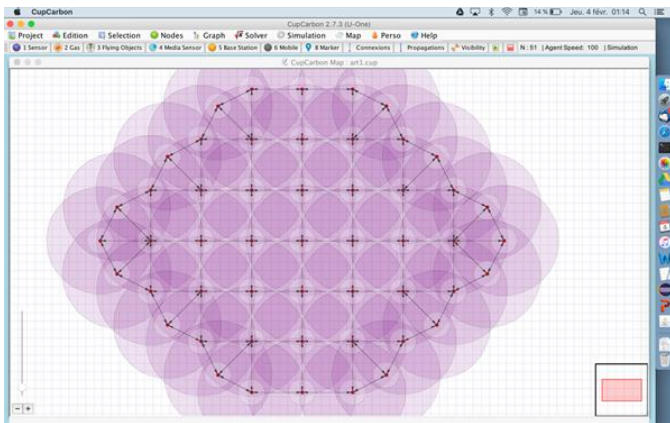 CupCarbon
14% Jeu. 4 févr. 01:14
CupCarbon 2.7.3 (U-One)
Project Edition Selection Nodes Graph Solver Simulation Map Perso Help
1 Sensor 2 Gas 3 Flying Objects 4 Media Sensor 5 Base Station 6 Mobile 8 Marker Connexions Propagations Visibility N : 51 | Agent Speed: 100 | Simulation
CupCarbon Map : art1.cup